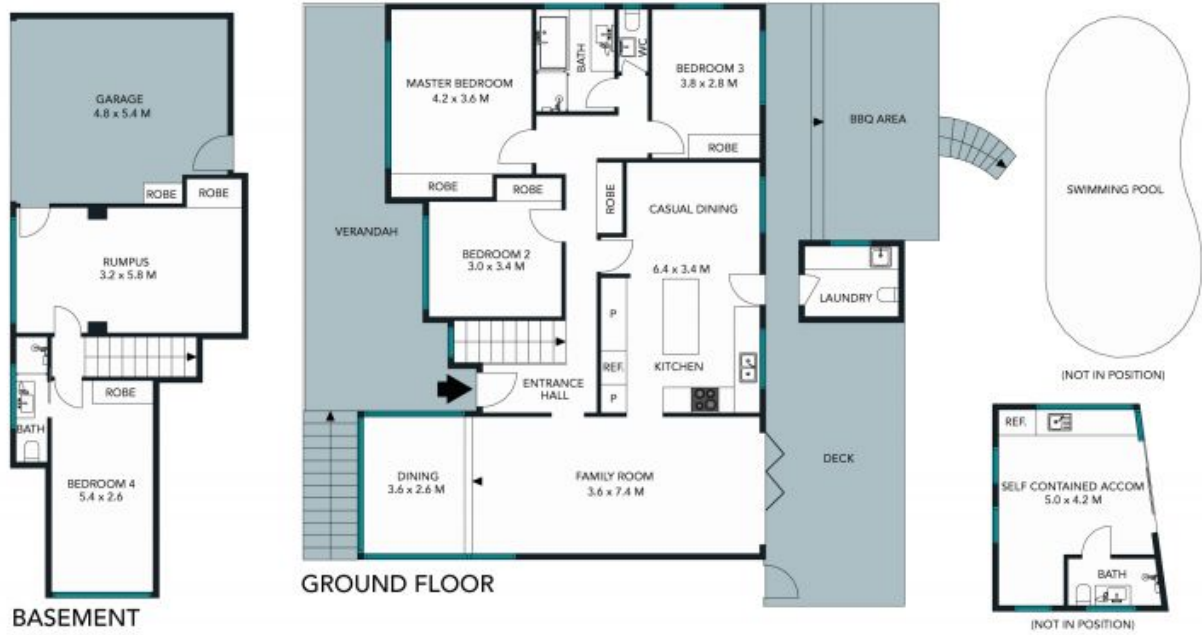 GARAGE
4.8 x 5.4 M
ROBE
ROBE
RUMPUS
3.2 x 5.8 M
ROBE
BATH
BEDROOM 4
5.4 x 2.6
BASEMENT
MASTER BEDROOM
4.2 x 3.6 M
BATH
WC
BEDROOM 3
3.8 x 2.8 M
ROBE
ROBE
ROBE
ROBE
VERANDAH
BEDROOM 2
3.0 x 3.4 M
CASUAL DINING
6.4 x 3.4 M
P
REF.
P
KITCHEN
ENTRANCE
HALL
DINING
3.6 x 2.6 M
FAMILY ROOM
3.6 x 7.4 M
GROUND FLOOR
BBQ AREA
LAUNDRY
DECK
SWIMMING POOL
(NOT IN POSITION)
REF.
SELF CONTAINED ACCOM
5.0 x 4.2 M
BATH
(NOT IN POSITION)